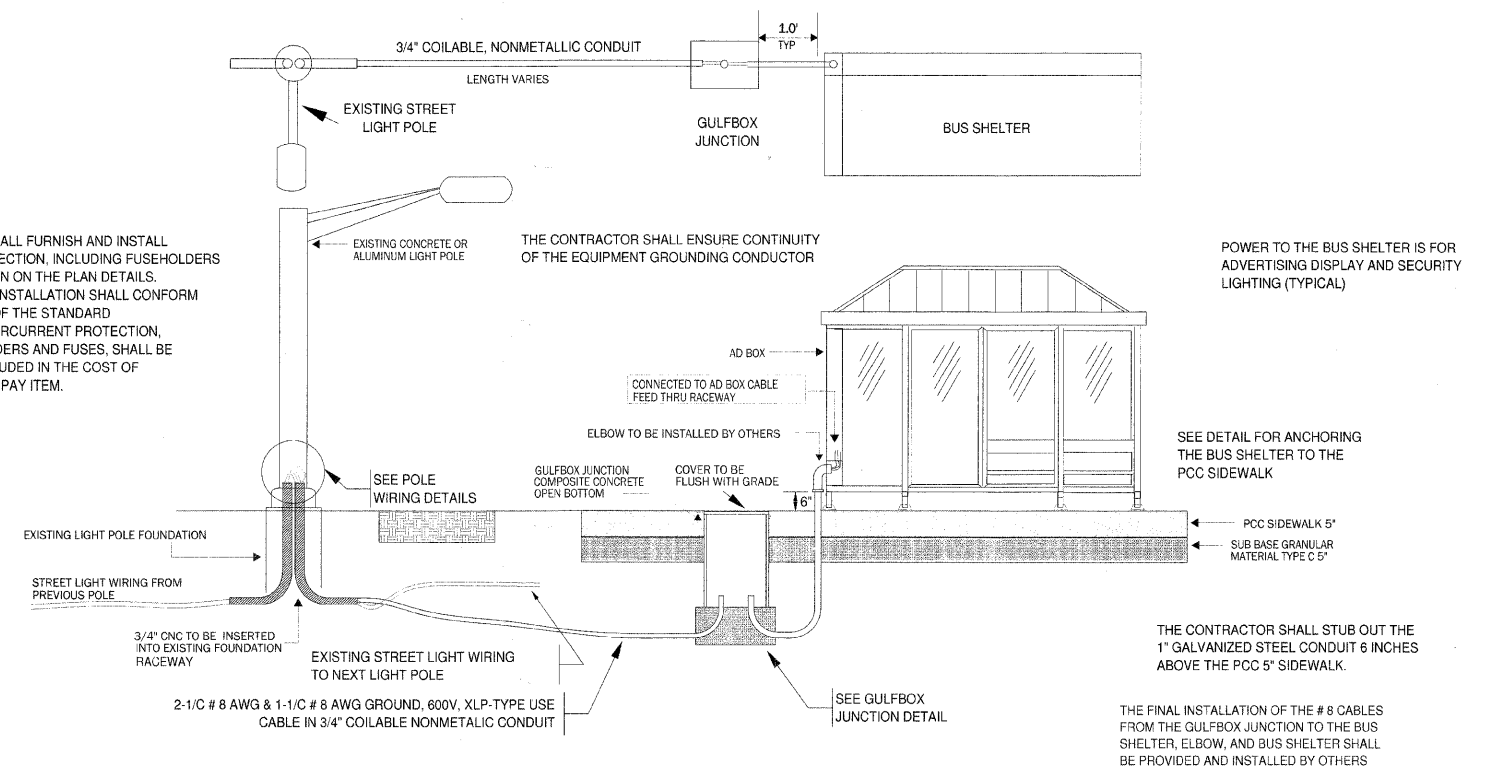 3/4" COILABLE, NONMETALLIC CONDUIT
LENGTH VARIES
1.0'
TYP
EXISTING STREET
LIGHT POLE
GULFBOX
JUNCTION
BUS SHELTER
ALL FURNISH AND INSTALL
ECTION, INCLUDING FUSEHOLDERS
N ON THE PLAN DETAILS.
INSTALLATION SHALL CONFORM
OF THE STANDARD
RCURRENT PROTECTION,
DERS AND FUSES, SHALL BE
UDED IN THE COST OF
PAY ITEM.
EXISTING CONCRETE OR
ALUMINUM LIGHT POLE
THE CONTRACTOR SHALL ENSURE CONTINUITY
OF THE EQUIPMENT GROUNDING CONDUCTOR
POWER TO THE BUS SHELTER IS FOR
ADVERTISING DISPLAY AND SECURITY
LIGHTING (TYPICAL)
AD BOX
CONNECTED TO AD BOX CABLE
FEED THRU RACEWAY
ELBOW TO BE INSTALLED BY OTHERS
SEE DETAIL FOR ANCHORING
THE BUS SHELTER TO THE
PCC SIDEWALK
SEE POLE
WIRING DETAILS
GULFBOX JUNCTION
COMPOSITE CONCRETE
OPEN BOTTOM
COVER TO BE
FLUSH WITH GRADE
6"
EXISTING LIGHT POLE FOUNDATION
PCC SIDEWALK 5"
SUB BASE GRANULAR
MATERIAL TYPE C 5"
STREET LIGHT WIRING FROM
PREVIOUS POLE
3/4" CNC TO BE INSERTED
INTO EXISTING FOUNDATION
RACEWAY
EXISTING STREET LIGHT WIRING
TO NEXT LIGHT POLE
2-1/C # 8 AWG & 1-1/C # 8 AWG GROUND, 600V, XLP-TYPE USE
CABLE IN 3/4" COILABLE NONMETALIC CONDUIT
SEE GULFBOX
JUNCTION DETAIL
THE CONTRACTOR SHALL STUB OUT THE
1" GALVANIZED STEEL CONDUIT 6 INCHES
ABOVE THE PCC 5" SIDEWALK.
THE FINAL INSTALLATION OF THE # 8 CABLES
FROM THE GULFBOX JUNCTION TO THE BUS
SHELTER, ELBOW, AND BUS SHELTER SHALL
BE PROVIDED AND INSTALLED BY OTHERS